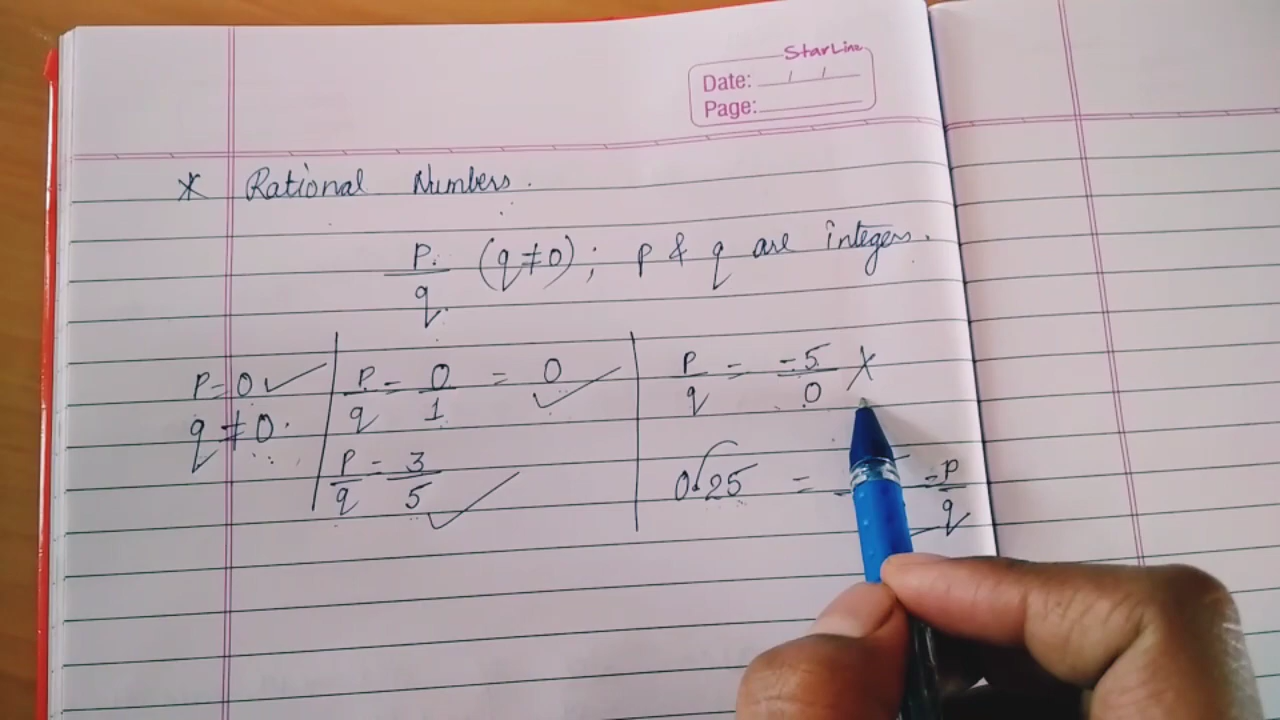 StarLine
Date: / /
Page:
* Rational Numbers.
p/q (q≠0); p & q are integers.
P=0 ✓
q≠0.
P/q = 0/1 = 0 ✓
P/q = 3/5 ✓
P/q = -5/0 X
0.25 = = P/q